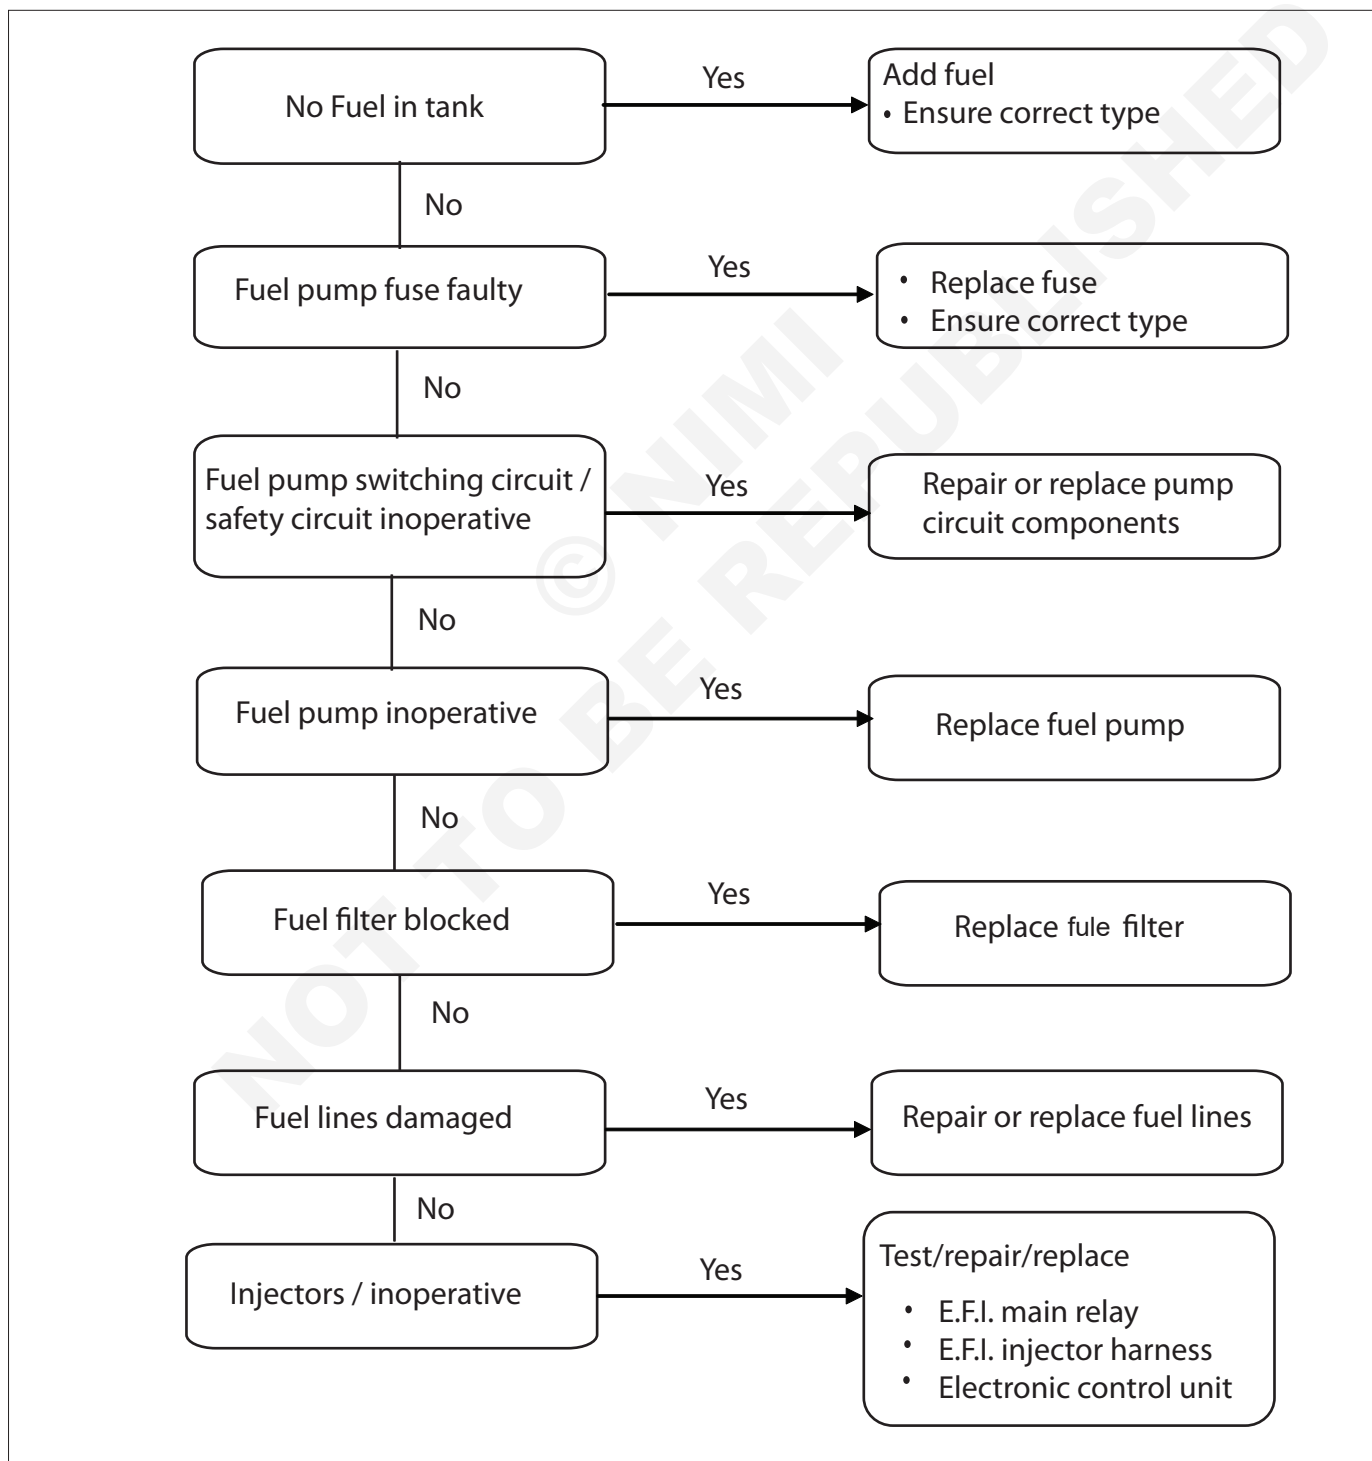 No Fuel in tank
Yes
Add fuel
• Ensure correct type
No
Fuel pump fuse faulty
Yes
• Replace fuse
• Ensure correct type
No
Fuel pump switching circuit /
safety circuit inoperative
Yes
Repair or replace pump
circuit components
No
Fuel pump inoperative
Yes
Replace fuel pump
No
Fuel filter blocked
Yes
Replace fule filter
No
Fuel lines damaged
Yes
Repair or replace fuel lines
No
Injectors / inoperative
Yes
Test/repair/replace
• E.F.I. main relay
• E.F.I. injector harness
• Electronic control unit
© NIMI
NOT TO BE REPUBLISHED